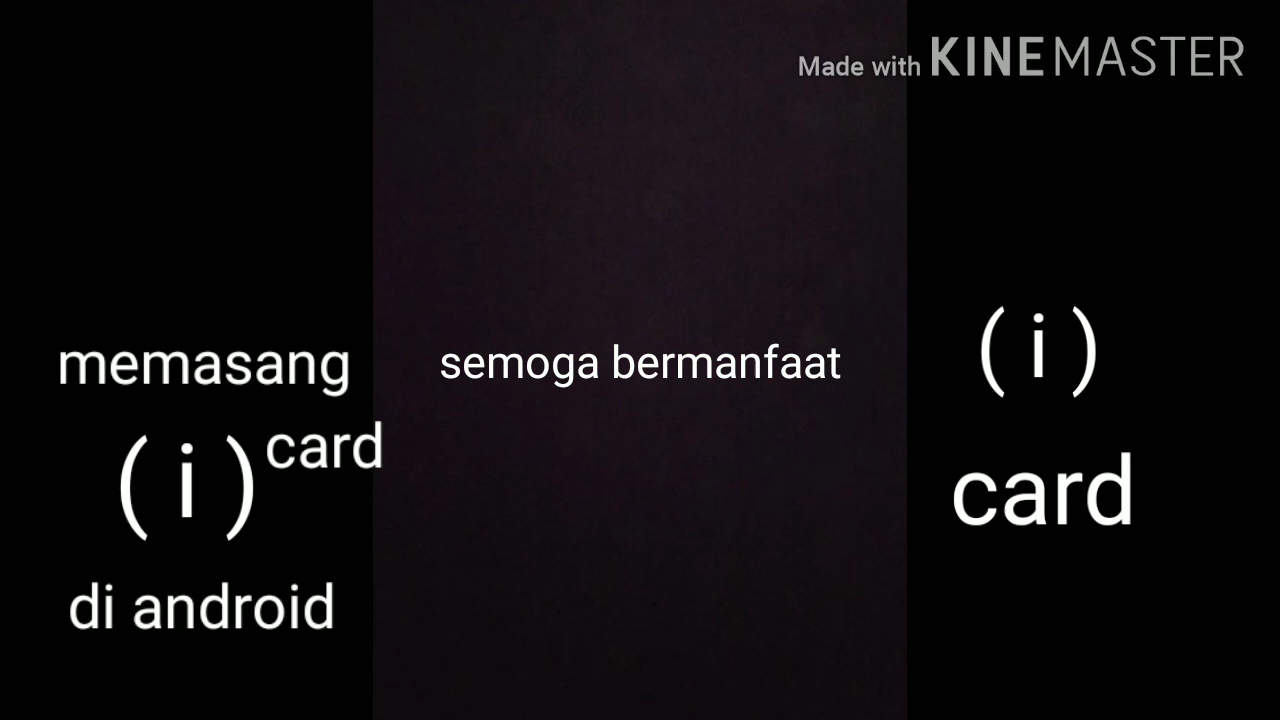 Made with KINEMASTER
memasang
( i ) card
di android
semoga bermanfaat
( i )
card